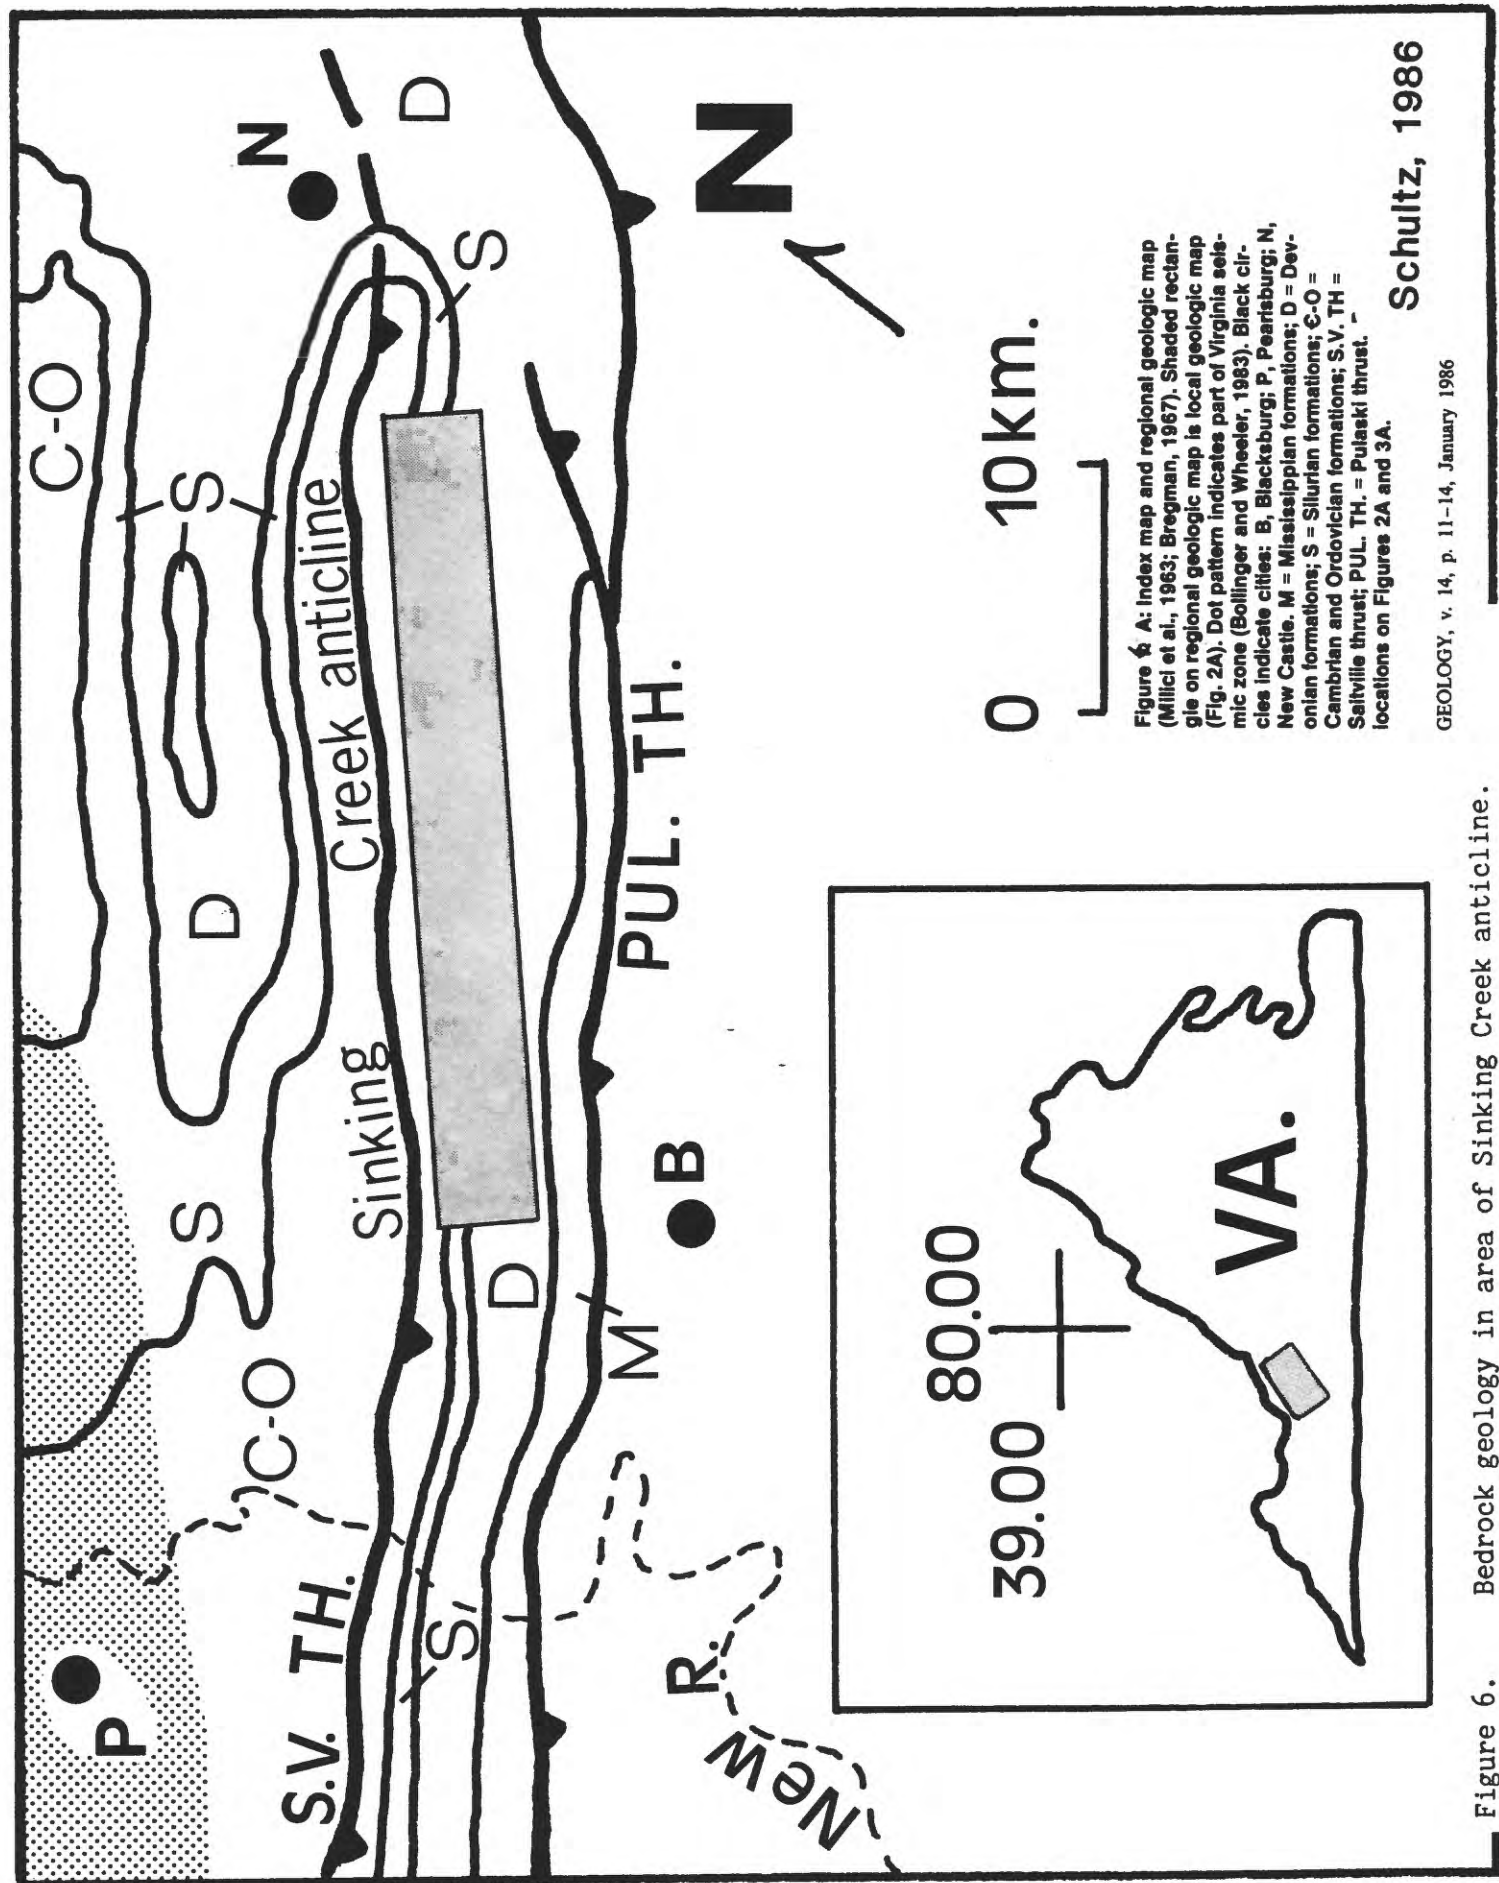 C-O
S
D
N
D
S
Creek anticline
Sinking
S
C-O
P
S.V. TH.
S
D
M
B
PUL. TH.
New R.
N
0 10km.
39.00 80.00
VA.
Figure 1. A: Index map and regional geologic map
(Milici et al., 1963; Bregman, 1967). Shaded rectan-
gle on regional geologic map is local geologic map
(Fig. 2A). Dot pattern indicates part of Virginia seis-
mic zone (Bollinger and Wheeler, 1983). Black cir-
cles indicate cities: B, Blacksburg; P, Pearisburg; N,
New Castle. M = Mississippian formations; D = Dev-
onian formations; S = Silurian formations; Є-O =
Cambrian and Ordovician formations; S.V. TH =
Saltville thrust; PUL. TH. = Pulaski thrust.
locations on Figures 2A and 3A.
Schultz, 1986
GEOLOGY, v. 14, p. 11-14, January 1986
Figure 6. Bedrock geology in area of Sinking Creek anticline.